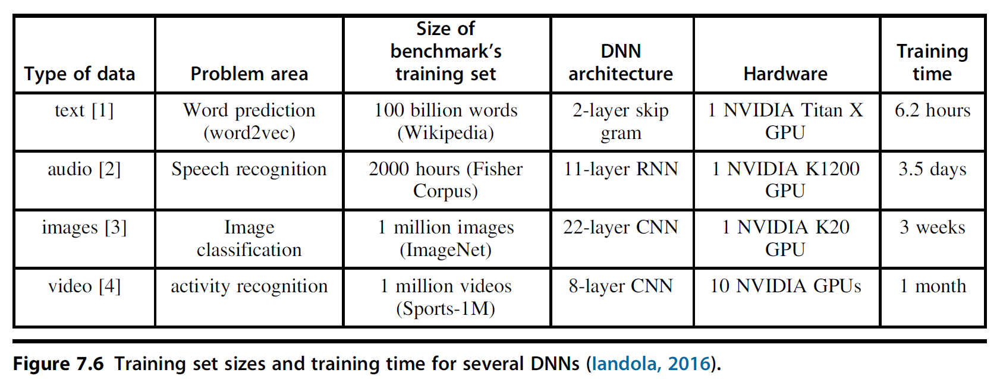 Type of data
Problem area
Size of
benchmark's
training set
DNN
architecture
Hardware
Training
time
text [1]
Word prediction
(word2vec)
100 billion words
(Wikipedia)
2-layer skip
gram
1 NVIDIA Titan X
GPU
6.2 hours
audio [2]
Speech recognition
2000 hours (Fisher
Corpus)
11-layer RNN
1 NVIDIA K1200
GPU
3.5 days
images [3]
Image
classification
1 million images
(ImageNet)
22-layer CNN
1 NVIDIA K20
GPU
3 weeks
video [4]
activity recognition
1 million videos
(Sports-1M)
8-layer CNN
10 NVIDIA GPUs
1 month
Figure 7.6 Training set sizes and training time for several DNNs (Iandola, 2016).